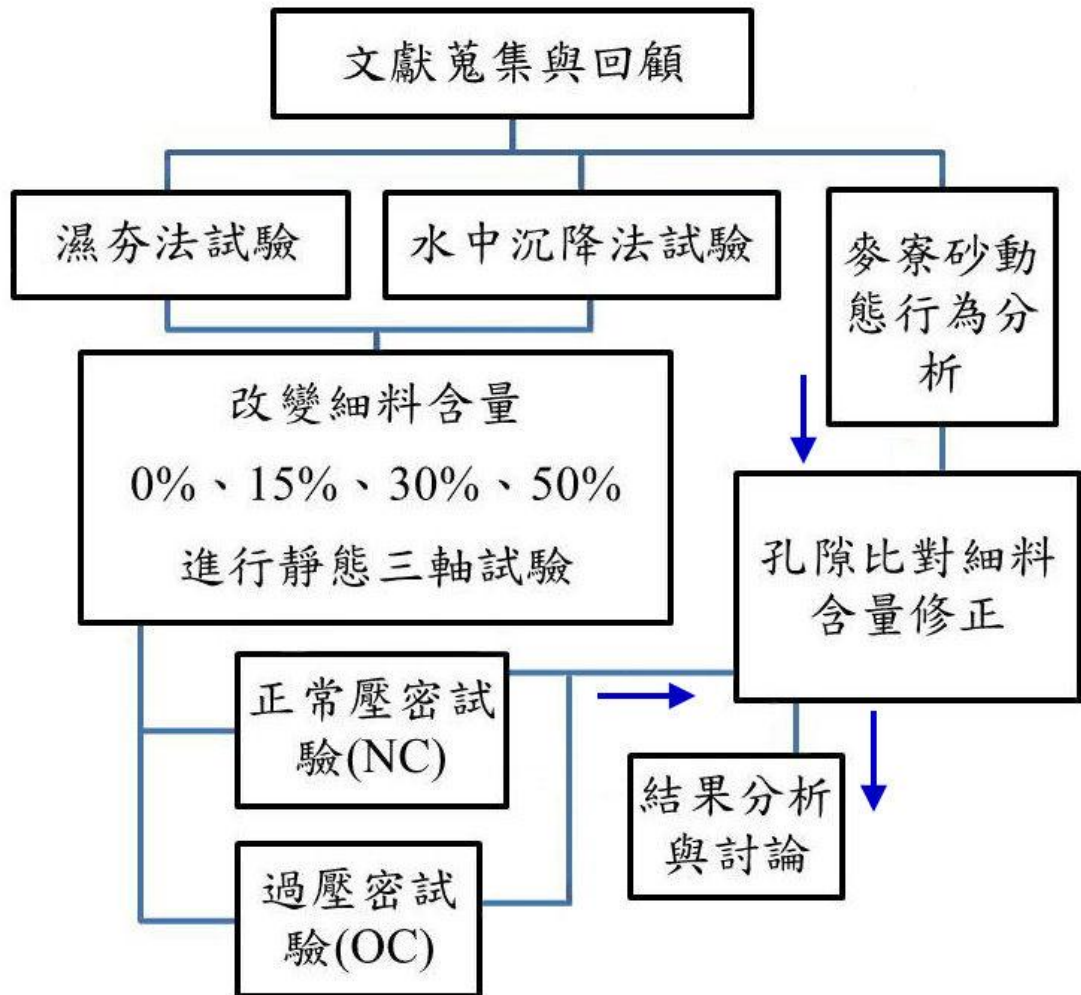 文獻蒐集與回顧
濕夯法試驗
水中沉降法試驗
麥寮砂動
態行為分
析
改變細料含量
0%、15%、30%、50%
進行靜態三軸試驗
孔隙比對細料
含量修正
正常壓密試
驗(NC)
過壓密試
驗(OC)
結果分析
與討論